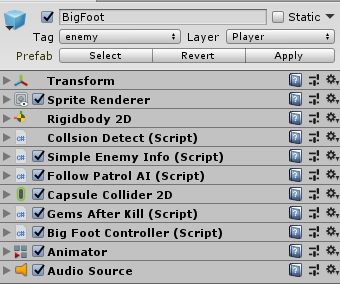 BigFoot Static
Tag enemy Layer Player
Prefab Select Revert Apply
Transform
Sprite Renderer
Rigidbody 2D
Collsion Detect (Script)
Simple Enemy Info (Script)
Follow Patrol AI (Script)
Capsule Collider 2D
Gems After Kill (Script)
Big Foot Controller (Script)
Animator
Audio Source